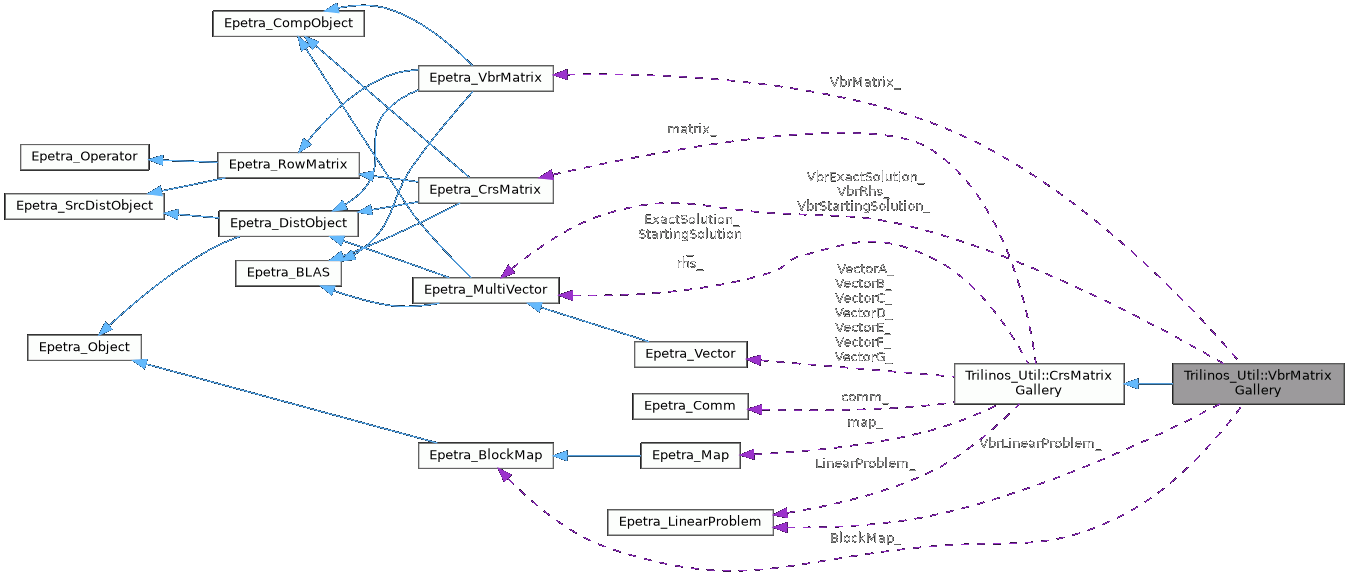 Epetra_CompObject
Epetra_VbrMatrix
VbrMatrix_
matrix_
Epetra_Operator
Epetra_RowMatrix
Epetra_CrsMatrix
Epetra_SrcDistObject
Epetra_DistObject
VbrExactSolution_
VbrRhs_
VbrStartingSolution_
ExactSolution_
StartingSolution
_
rhs_
Epetra_BLAS
Epetra_MultiVector
VectorA_
VectorB_
VectorC_
VectorD_
VectorE_
VectorF_
VectorG_
Epetra_Object
Epetra_Vector
Trilinos_Util::CrsMatrix
Gallery
Trilinos_Util::VbrMatrix
Gallery
comm_
Epetra_Comm
map_
VbrLinearProblem_
Epetra_BlockMap
Epetra_Map
LinearProblem_
Epetra_LinearProblem
BlockMap_